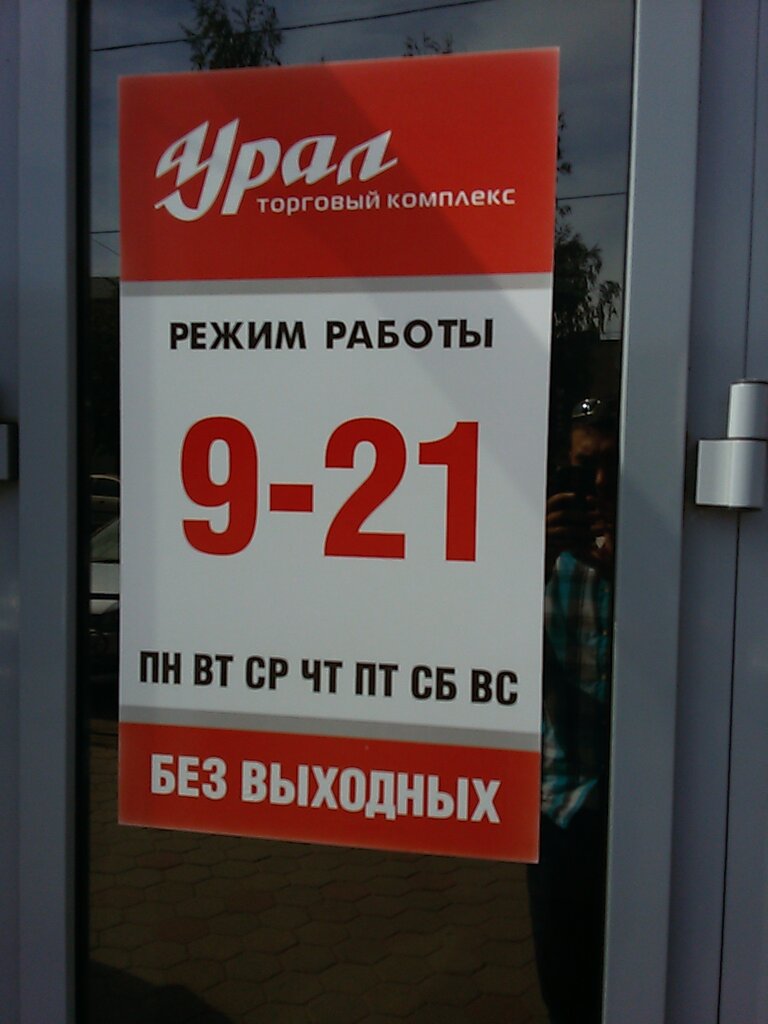 Урал
торговый комплекс
РЕЖИМ РАБОТЫ
9-21
ПН ВТ СР ЧТ ПТ СБ ВС
БЕЗ ВЫХОДНЫХ